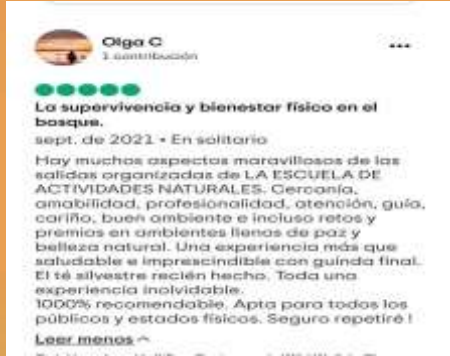 Olga C
1 contribución
La supervivencia y bienestar físico en el
bosque.
sept. de 2021 • En solitario
Hay muchos aspectos maravillosos de las
salidas organizadas de LA ESCUELA DE
ACTIVIDADES NATURALES. Cercanía,
amabilidad, profesionalidad, atención, guía,
cariño, buen ambiente e incluso retos y
premios en ambientes llenos de paz y
belleza natural. Una experiencia más que
saludable e imprescindible con guinda final.
El té silvestre recién hecho. Toda una
experiencia inolvidable.
1000% recomendable. Apta para todos los
públicos y estados físicos. Seguro repetiré !
Leer menos